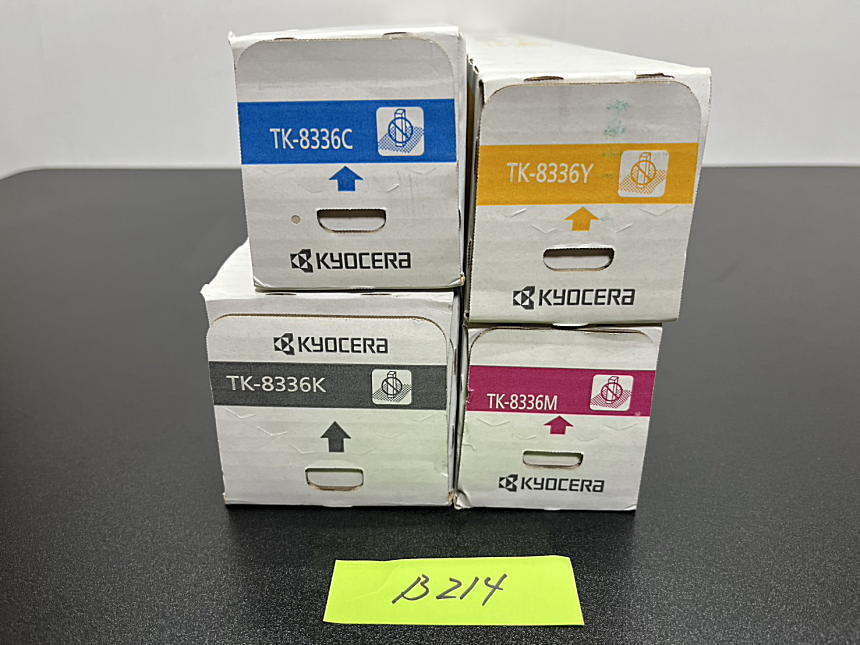 TK-8336C
KYOCERA
TK-8336Y
KYOCERA
KYOCERA
TK-8336K
TK-8336M
KYOCERA
B214